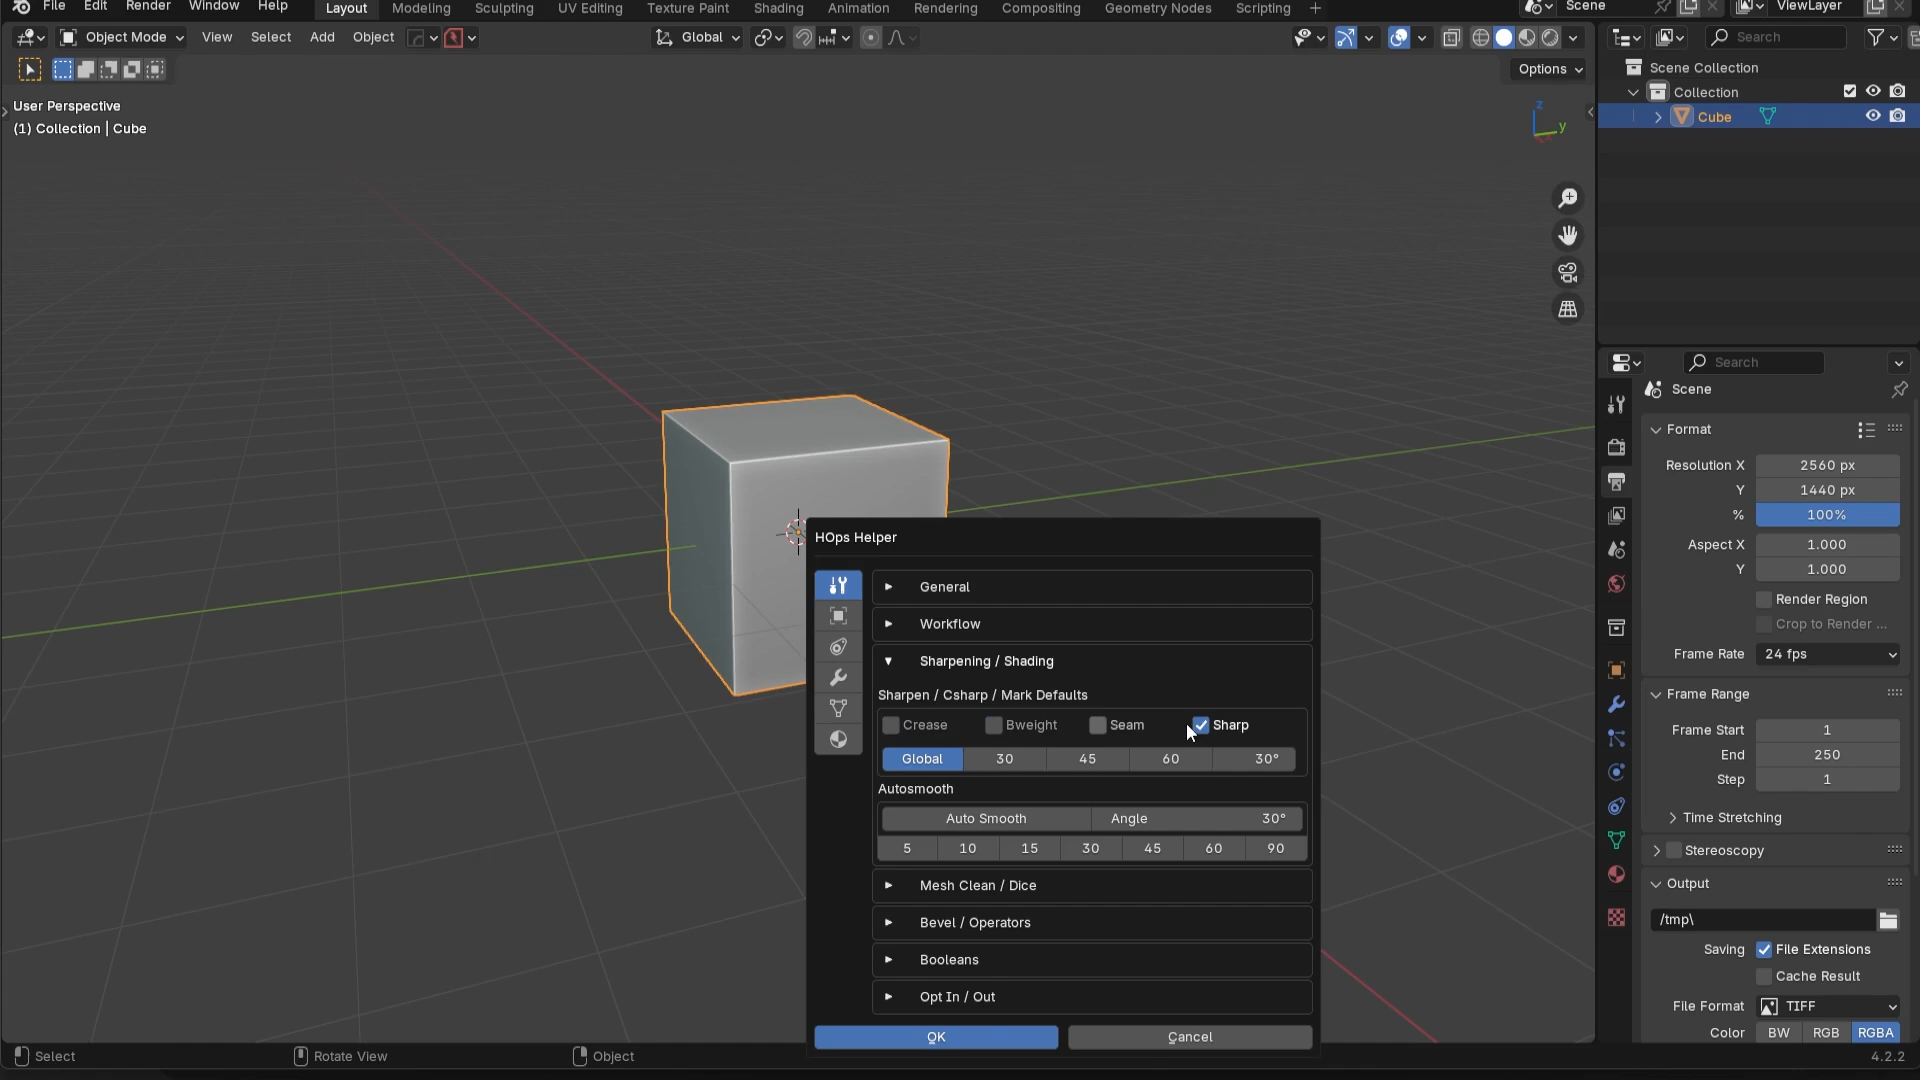 File Edit Render Window Help Layout Modeling Sculpting UV Editing Texture Paint Shading Animation Rendering Compositing Geometry Nodes Scripting + Scene ViewLayer
Object Mode View Select Add Object Global Search
Options
User Perspective
(1) Collection | Cube
z
y
Scene Collection
Collection
Cube
Search
Scene
Format
Resolution X 2560 px
Y 1440 px
% 100%
Aspect X 1.000
Y 1.000
Render Region
Crop to Render ...
Frame Rate 24 fps
Frame Range
Frame Start 1
End 250
Step 1
Time Stretching
Stereoscopy
Output
/tmp\
Saving File Extensions
Cache Result
File Format TIFF
Color BW RGB RGBA
HOps Helper
General
Workflow
Sharpening / Shading
Sharpen / Csharp / Mark Defaults
Crease Bweight Seam Sharp
Global 30 45 60 30°
Autosmooth
Auto Smooth Angle 30°
5 10 15 30 45 60 90
Mesh Clean / Dice
Bevel / Operators
Booleans
Opt In / Out
OK Cancel
Select Rotate View Object 4.2.2